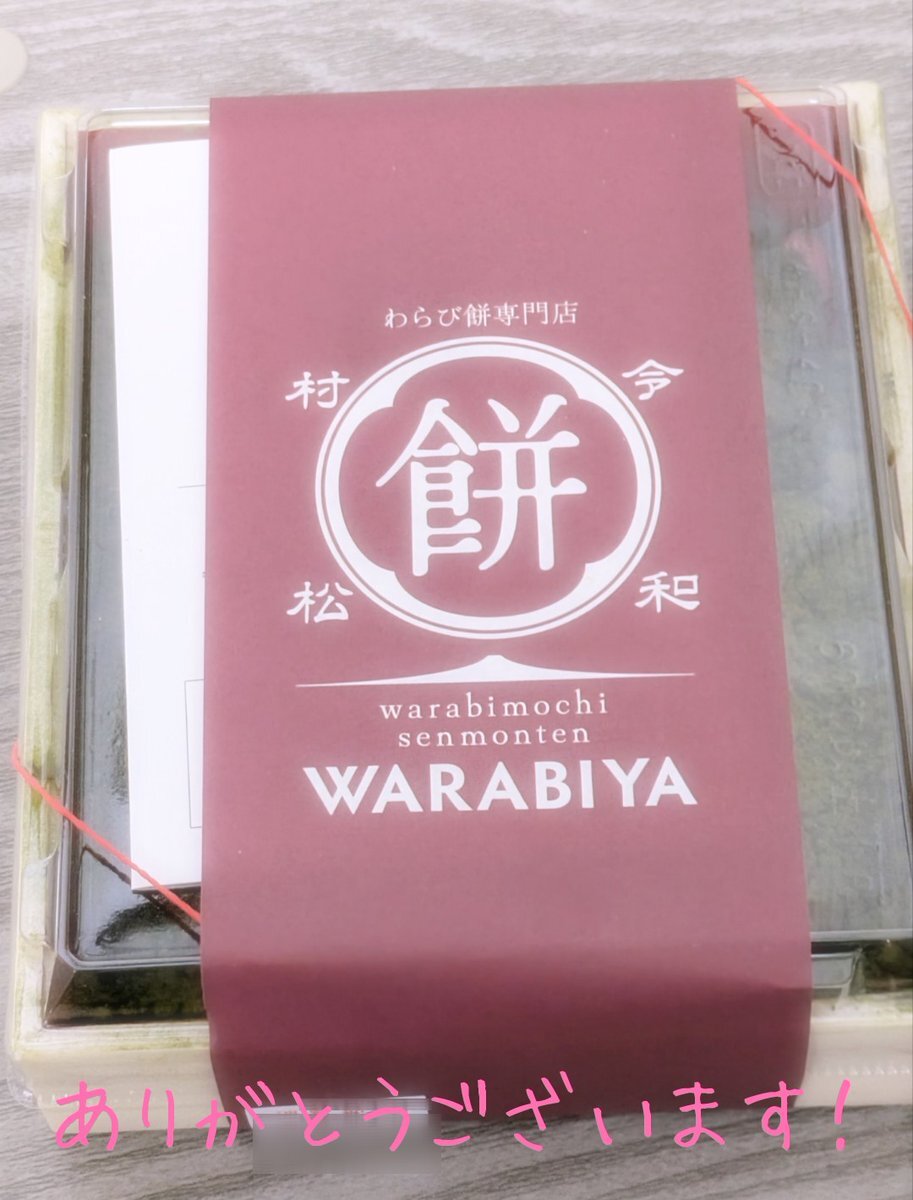 わらび餅専門店
令和
村松
餅
warabimochi
senmonten
WARABIYA
ありがとうございます!